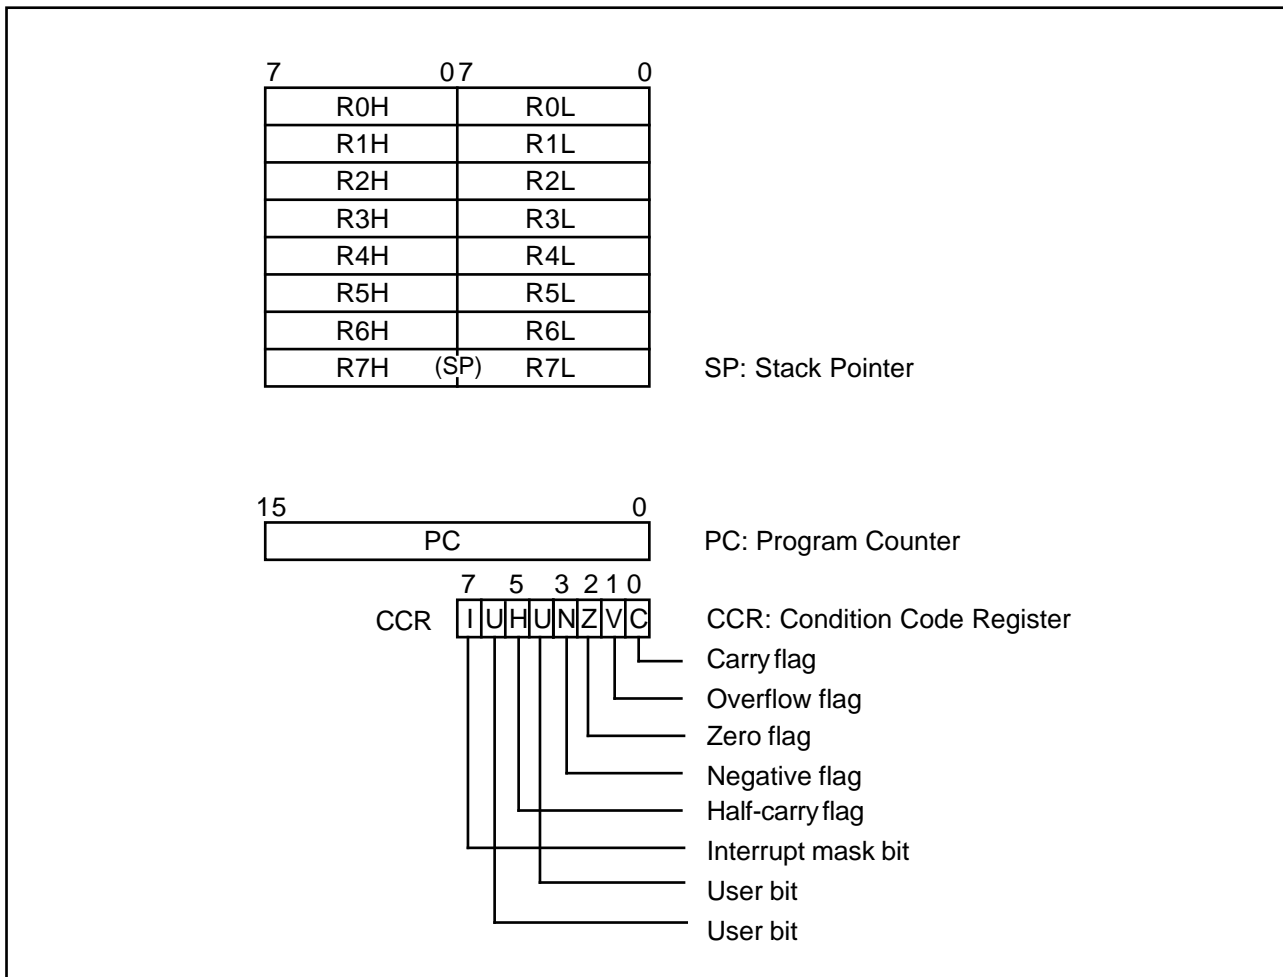 7 0 7 0
R0H R0L
R1H R1L
R2H R2L
R3H R3L
R4H R4L
R5H R5L
R6H R6L
R7H (SP) R7L SP: Stack Pointer
15 0
PC PC: Program Counter
7 5 3 2 1 0
CCR I U H U N Z V C CCR: Condition Code Register
Carry flag
Overflow flag
Zero flag
Negative flag
Half-carry flag
Interrupt mask bit
User bit
User bit